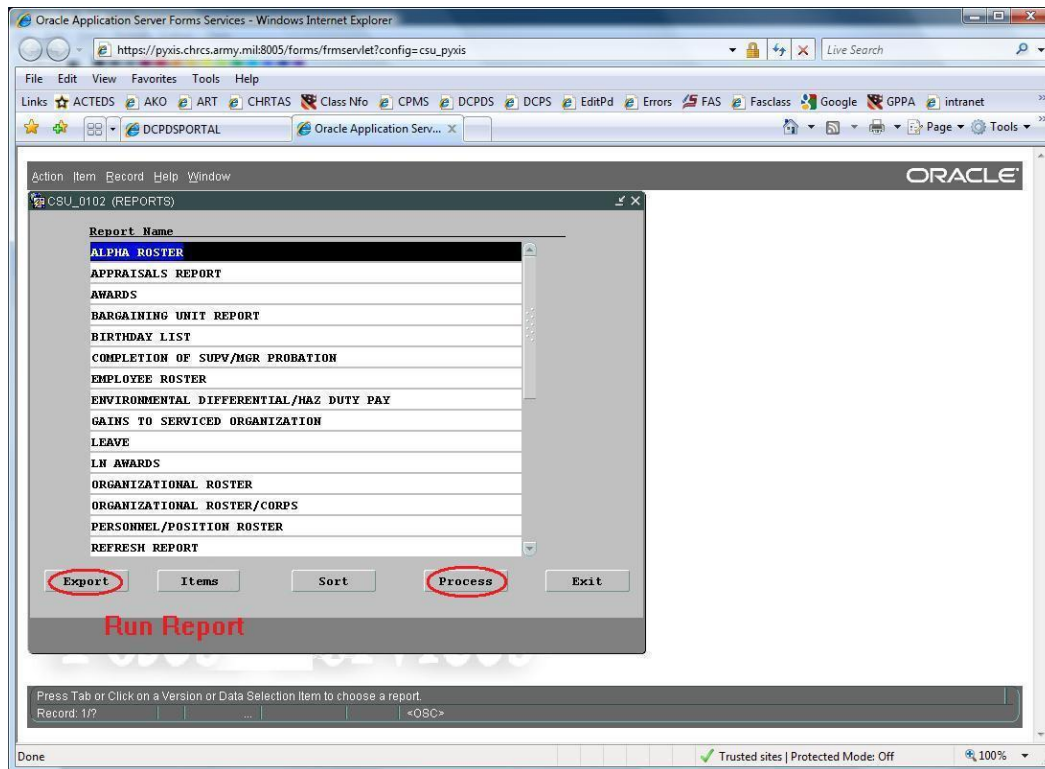 Oracle Application Server Forms Services - Windows Internet Explorer
https://pyxis.chrcs.army.mil:8005/forms/frmservlet?config=csu_pyxis
Live Search
File Edit View Favorites Tools Help
Links ACTEDS AKO ART CHRTAS Class Nfo CPMS DCPDS DCPS EditPd Errors FAS Fasclass Google GPPA intranet
DCPDSPORTAL Oracle Application Serv... Page Tools
Action Item Record Help Window ORACLE
CSU_0102 (REPORTS)
Report Name
ALPHA ROSTER
APPRAISALS REPORT
AWARDS
BARGAINING UNIT REPORT
BIRTHDAY LIST
COMPLETION OF SUPV/MGR PROBATION
EMPLOYEE ROSTER
ENVIRONMENTAL DIFFERENTIAL/HAZ DUTY PAY
GAINS TO SERVICED ORGANIZATION
LEAVE
LN AWARDS
ORGANIZATIONAL ROSTER
ORGANIZATIONAL ROSTER/CORPS
PERSONNEL/POSITION ROSTER
REFRESH REPORT
Export Items Sort Process Exit
Run Report
Press Tab or Click on a Version or Data Selection Item to choose a report.
Record: 1/? ... <OSC>
Done Trusted sites | Protected Mode: Off 100%